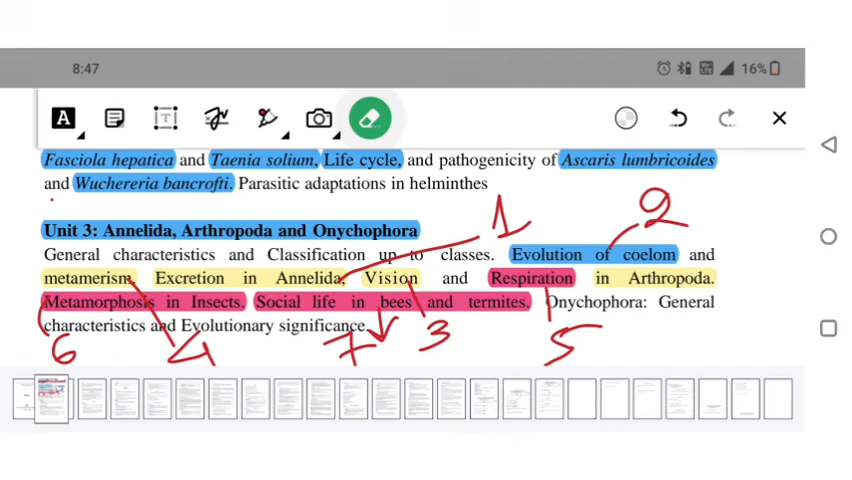 8:47
16%
A
T
Fasciola hepatica and Taenia solium. Life cycle, and pathogenicity of Ascaris lumbricoides
and Wuchereria bancrofti. Parasitic adaptations in helminthes
Unit 3: Annelida, Arthropoda and Onychophora
1
2
General characteristics and Classification up to classes. Evolution of coelom and
metamerism, Excretion in Annelida, Vision and Respiration in Arthropoda.
Metamorphosis in Insects. Social life in bees and termites. Onychophora: General
characteristics and Evolutionary significance.
6
4
7
3
5